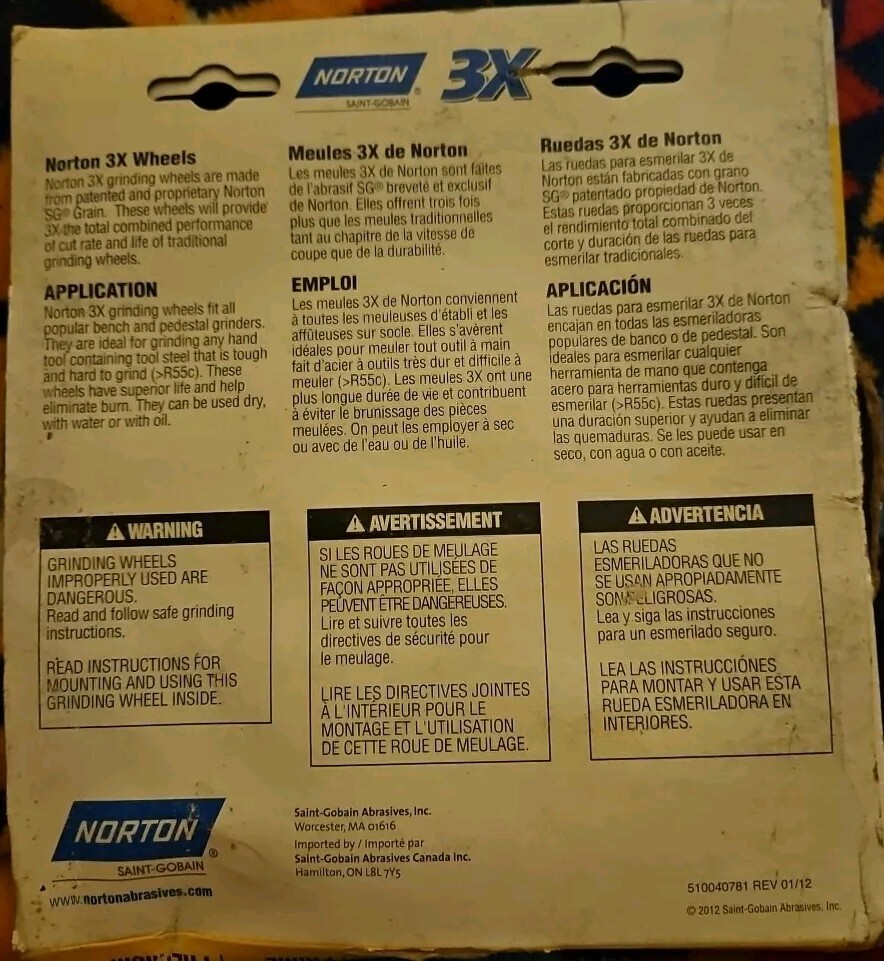 NORTON®
SAINT-GOBAIN
3X
Norton 3X Wheels
Norton 3X grinding wheels are made
from patented and proprietary Norton
SG® Grain. These wheels will provide
3X the total combined performance
of cut rate and life of traditional
grinding wheels.
APPLICATION
Norton 3X grinding wheels fit all
popular bench and pedestal grinders.
They are ideal for grinding any hand
tool containing tool steel that is tough
and hard to grind (>R55c). These
wheels have superior life and help
eliminate burn. They can be used dry,
with water or with oil.
Meules 3X de Norton
Les meules 3X de Norton sont faites
de l'abrasif SG® breveté et exclusif
de Norton. Elles offrent trois fois
plus que les meules traditionnelles
tant au chapitre de la vitesse de
coupe que de la durabilité.
EMPLOI
Les meules 3X de Norton conviennent
à toutes les meuleuses d'établi et les
affûteuses sur socle. Elles s'avèrent
idéales pour meuler tout outil à main
fait d'acier à outils très dur et difficile à
meuler (>R55c). Les meules 3X ont une
plus longue durée de vie et contribuent
à éviter le brunissage des pièces
meulées. On peut les employer à sec
ou avec de l'eau ou de l'huile.
Ruedas 3X de Norton
Las ruedas para esmerilar 3X de
Norton están fabricadas con grano
SG® patentado propiedad de Norton.
Estas ruedas proporcionan 3 veces
el rendimiento total combinado del
corte y duración de las ruedas para
esmerilar tradicionales.
APLICACIÓN
Las ruedas para esmerilar 3X de Norton
encajan en todas las esmeriladoras
populares de banco o de pedestal. Son
ideales para esmerilar cualquier
herramienta de mano que contenga
acero para herramientas duro y difícil de
esmerilar (>R55c). Estas ruedas presentan
una duración superior y ayudan a eliminar
las quemaduras. Se les puede usar en
seco, con agua o con aceite.
⚠ WARNING
GRINDING WHEELS
IMPROPERLY USED ARE
DANGEROUS.
Read and follow safe grinding
instructions.
READ INSTRUCTIONS FOR
MOUNTING AND USING THIS
GRINDING WHEEL INSIDE.
⚠ AVERTISSEMENT
SI LES ROUES DE MEULAGE
NE SONT PAS UTILISÉES DE
FAÇON APPROPRIÉE, ELLES
PEUVENT ÊTRE DANGEREUSES.
Lire et suivre toutes les
directives de sécurité pour
le meulage.
LIRE LES DIRECTIVES JOINTES
À L'INTÉRIEUR POUR LE
MONTAGE ET L'UTILISATION
DE CETTE ROUE DE MEULAGE.
⚠ ADVERTENCIA
LAS RUEDAS
ESMERILADORAS QUE NO
SE USAN APROPIADAMENTE
SON PELIGROSAS.
Lea y siga las instrucciones
para un esmerilado seguro.
LEA LAS INSTRUCCIÓNES
PARA MONTAR Y USAR ESTA
RUEDA ESMERILADORA EN
INTERIORES.
NORTON®
SAINT-GOBAIN
www.nortonabrasives.com
Saint-Gobain Abrasives, Inc.
Worcester, MA 01616
Imported by / Importé par
Saint-Gobain Abrasives Canada Inc.
Hamilton, ON L8L 7Y5
510040781 REV 01/12
© 2012 Saint-Gobain Abrasives, Inc.